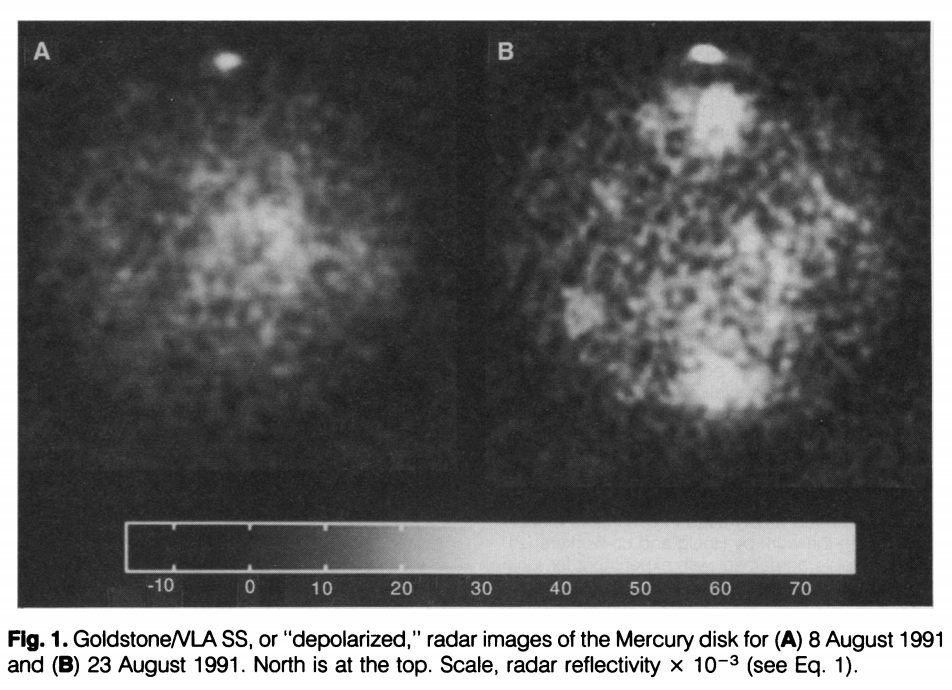 A B
-10 0 10 20 30 40 50 60 70
Fig. 1. Goldstone/VLA SS, or "depolarized," radar images of the Mercury disk for (A) 8 August 1991
and (B) 23 August 1991. North is at the top. Scale, radar reflectivity × 10⁻³ (see Eq. 1).